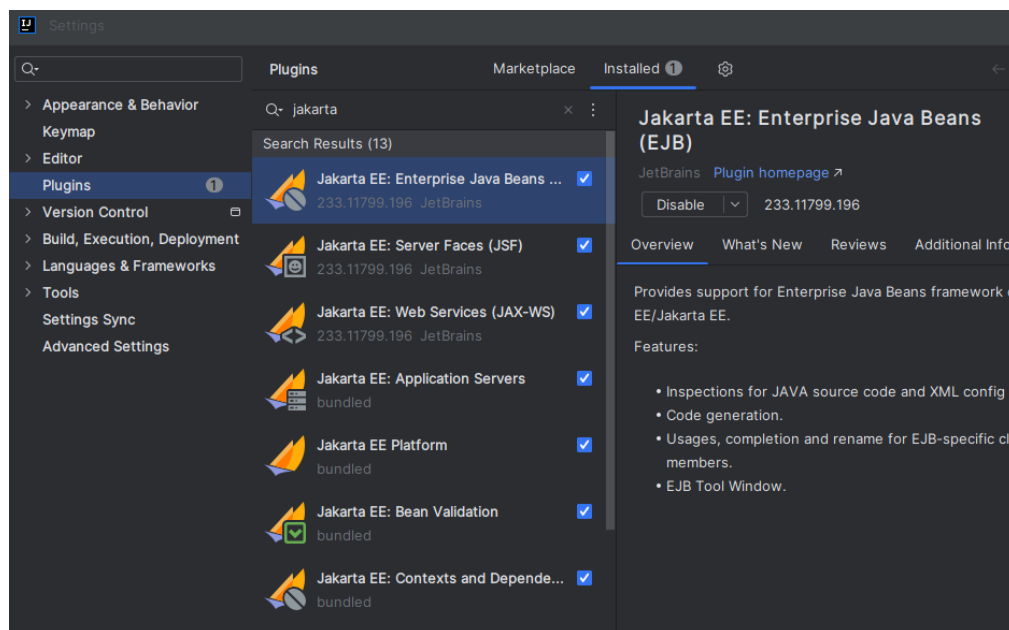 Settings
Plugins
Marketplace
Installed 1
Appearance & Behavior
Keymap
Editor
Plugins 1
Version Control
Build, Execution, Deployment
Languages & Frameworks
Tools
Settings Sync
Advanced Settings
jakarta
Search Results (13)
Jakarta EE: Enterprise Java Beans ...
233.11799.196 JetBrains
Jakarta EE: Server Faces (JSF)
233.11799.196 JetBrains
Jakarta EE: Web Services (JAX-WS)
233.11799.196 JetBrains
Jakarta EE: Application Servers
bundled
Jakarta EE Platform
bundled
Jakarta EE: Bean Validation
bundled
Jakarta EE: Contexts and Depende...
bundled
Jakarta EE: Enterprise Java Beans
(EJB)
JetBrains Plugin homepage ↗
Disable 233.11799.196
Overview What's New Reviews Additional Info
Provides support for Enterprise Java Beans framework
EE/Jakarta EE.
Features:
• Inspections for JAVA source code and XML config
• Code generation.
• Usages, completion and rename for EJB-specific cl
members.
• EJB Tool Window.